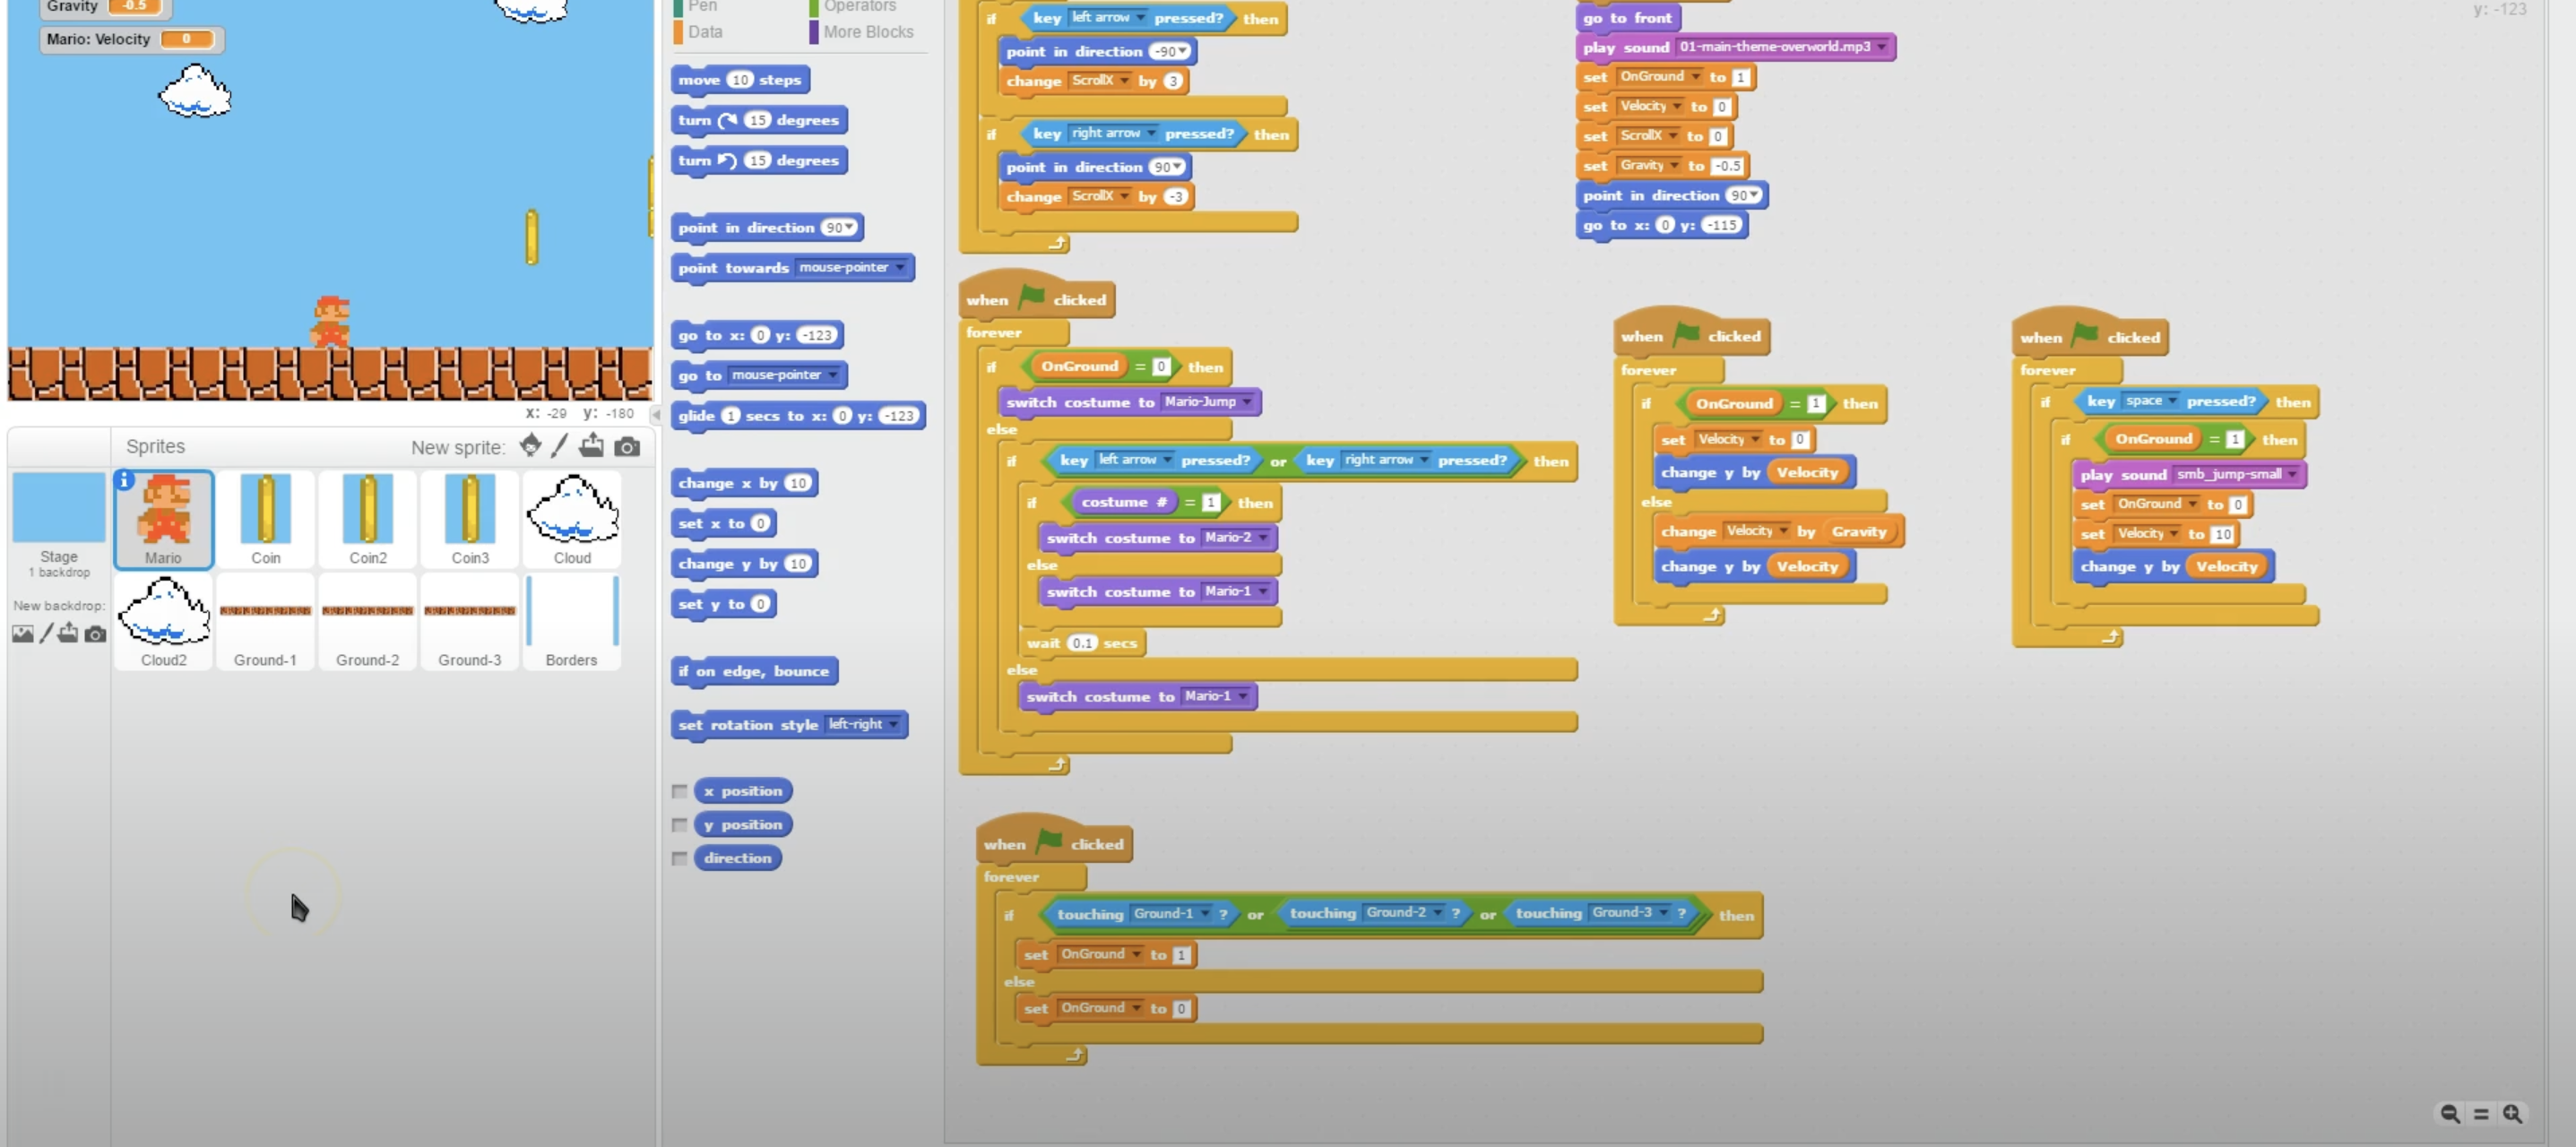 Gravity -0.5
Mario: Velocity 0
x: -29 y: -180
Sprites New sprite:
Stage
1 backdrop
New backdrop:
Mario
Coin
Coin2
Coin3
Cloud
Cloud2
Ground-1
Ground-2
Ground-3
Borders
Pen Operators
Data More Blocks
move 10 steps
turn 15 degrees
turn 15 degrees
point in direction 90
point towards mouse-pointer
go to x: 0 y: -123
go to mouse-pointer
glide 1 secs to x: 0 y: -123
change x by 10
set x to 0
change y by 10
set y to 0
if on edge, bounce
set rotation style left-right
x position
y position
direction
if key left arrow pressed? then
point in direction -90
change ScrollX by 3
if key right arrow pressed? then
point in direction 90
change ScrollX by -3
when clicked
forever
if OnGround = 0 then
switch costume to Mario-Jump
else
if key left arrow pressed? or key right arrow pressed? then
if costume # = 1 then
switch costume to Mario-2
else
switch costume to Mario-1
wait 0.1 secs
else
switch costume to Mario-1
when clicked
forever
if touching Ground-1 ? or touching Ground-2 ? or touching Ground-3 ? then
set OnGround to 1
else
set OnGround to 0
go to front
play sound 01-main-theme-overworld.mp3
set OnGround to 1
set Velocity to 0
set ScrollX to 0
set Gravity to -0.5
point in direction 90
go to x: 0 y: -115
when clicked
forever
if OnGround = 1 then
set Velocity to 0
change y by Velocity
else
change Velocity by Gravity
change y by Velocity
when clicked
forever
if key space pressed? then
if OnGround = 1 then
play sound smb_jump-small
set OnGround to 0
set Velocity to 10
change y by Velocity
y: -123